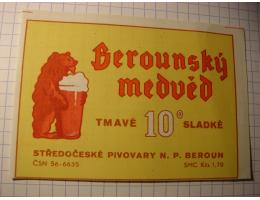 Berounský
medvěd
TMAVÉ 10° SLADKÉ
STŘEDOČESKÉ PIVOVARY N. P. BEROUN
ČSN 56-6635 SMC Kčs 1,70